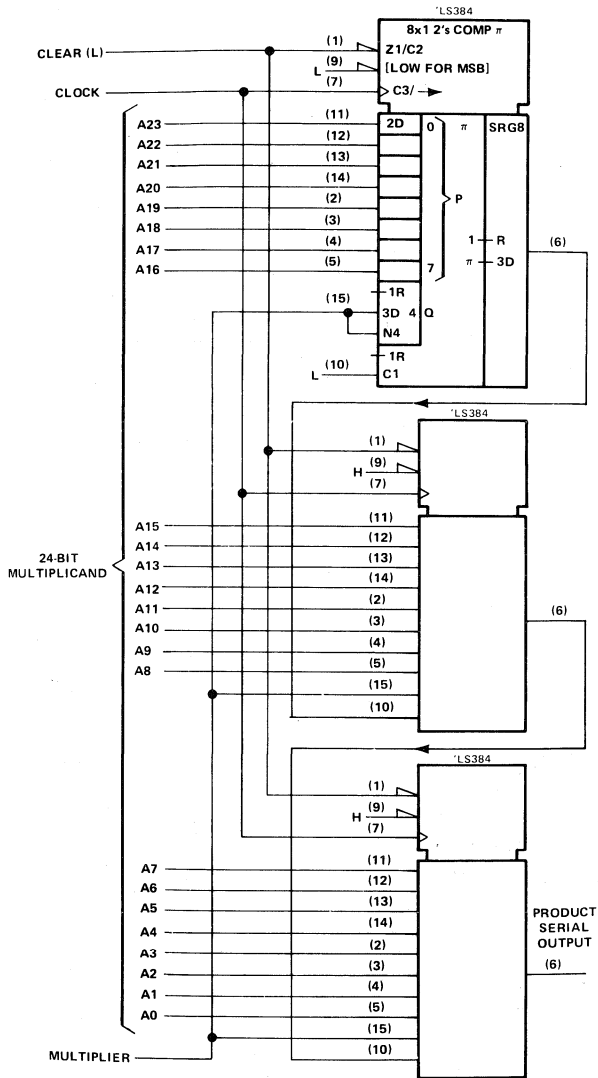 'LS384
8x1 2's COMP π
CLEAR (L)
(1)
Z1/C2
L
(9)
[LOW FOR MSB]
CLOCK
(7)
C3/
A23
(11)
2D
0
π
SRG8
A22
(12)
A21
(13)
A20
(14)
A19
(2)
P
A18
(3)
A17
(4)
1
R
(6)
A16
(5)
7
π
3D
1R
(15)
3D 4 Q
N4
1R
L
(10)
C1
'LS384
(1)
H
(9)
(7)
A15
(11)
A14
(12)
24-BIT
MULTIPLICAND
A13
(13)
A12
(14)
A11
(2)
(6)
A10
(3)
A9
(4)
A8
(5)
(15)
(10)
'LS384
(1)
H
(9)
(7)
A7
(11)
A6
(12)
A5
(13)
A4
(14)
PRODUCT
SERIAL
OUTPUT
A3
(2)
A2
(3)
(6)
A1
(4)
A0
(5)
(15)
MULTIPLIER
(10)